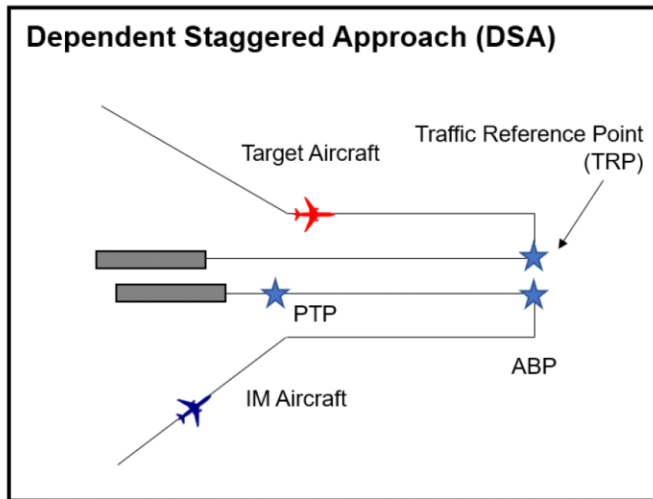 Dependent Staggered Approach (DSA)
Target Aircraft
Traffic Reference Point
(TRP)
PTP
ABP
IM Aircraft